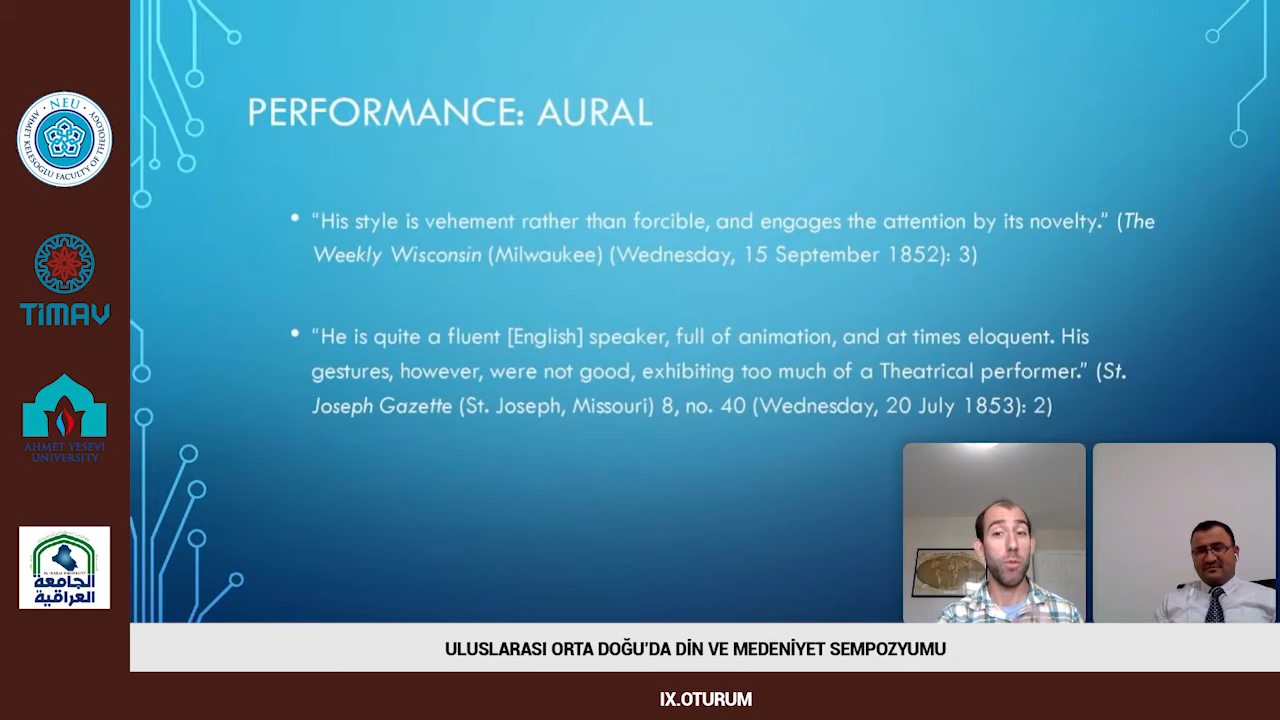 PERFORMANCE: AURAL
• “His style is vehement rather than forcible, and engages the attention by its novelty.” (The
Weekly Wisconsin (Milwaukee) (Wednesday, 15 September 1852): 3)
• “He is quite a fluent [English] speaker, full of animation, and at times eloquent. His
gestures, however, were not good, exhibiting too much of a Theatrical performer.” (St.
Joseph Gazette (St. Joseph, Missouri) 8, no. 40 (Wednesday, 20 July 1853): 2)
· NEU ·
AHMET KELEŞOĞLU FACULTY OF THEOLOGY
TİMAV
AHMET YESEVI
UNIVERSITY
الجامعة
العراقية
ULUSLARASI ORTA DOĞU’DA DİN VE MEDENİYET SEMPOZYUMU
IX.OTURUM